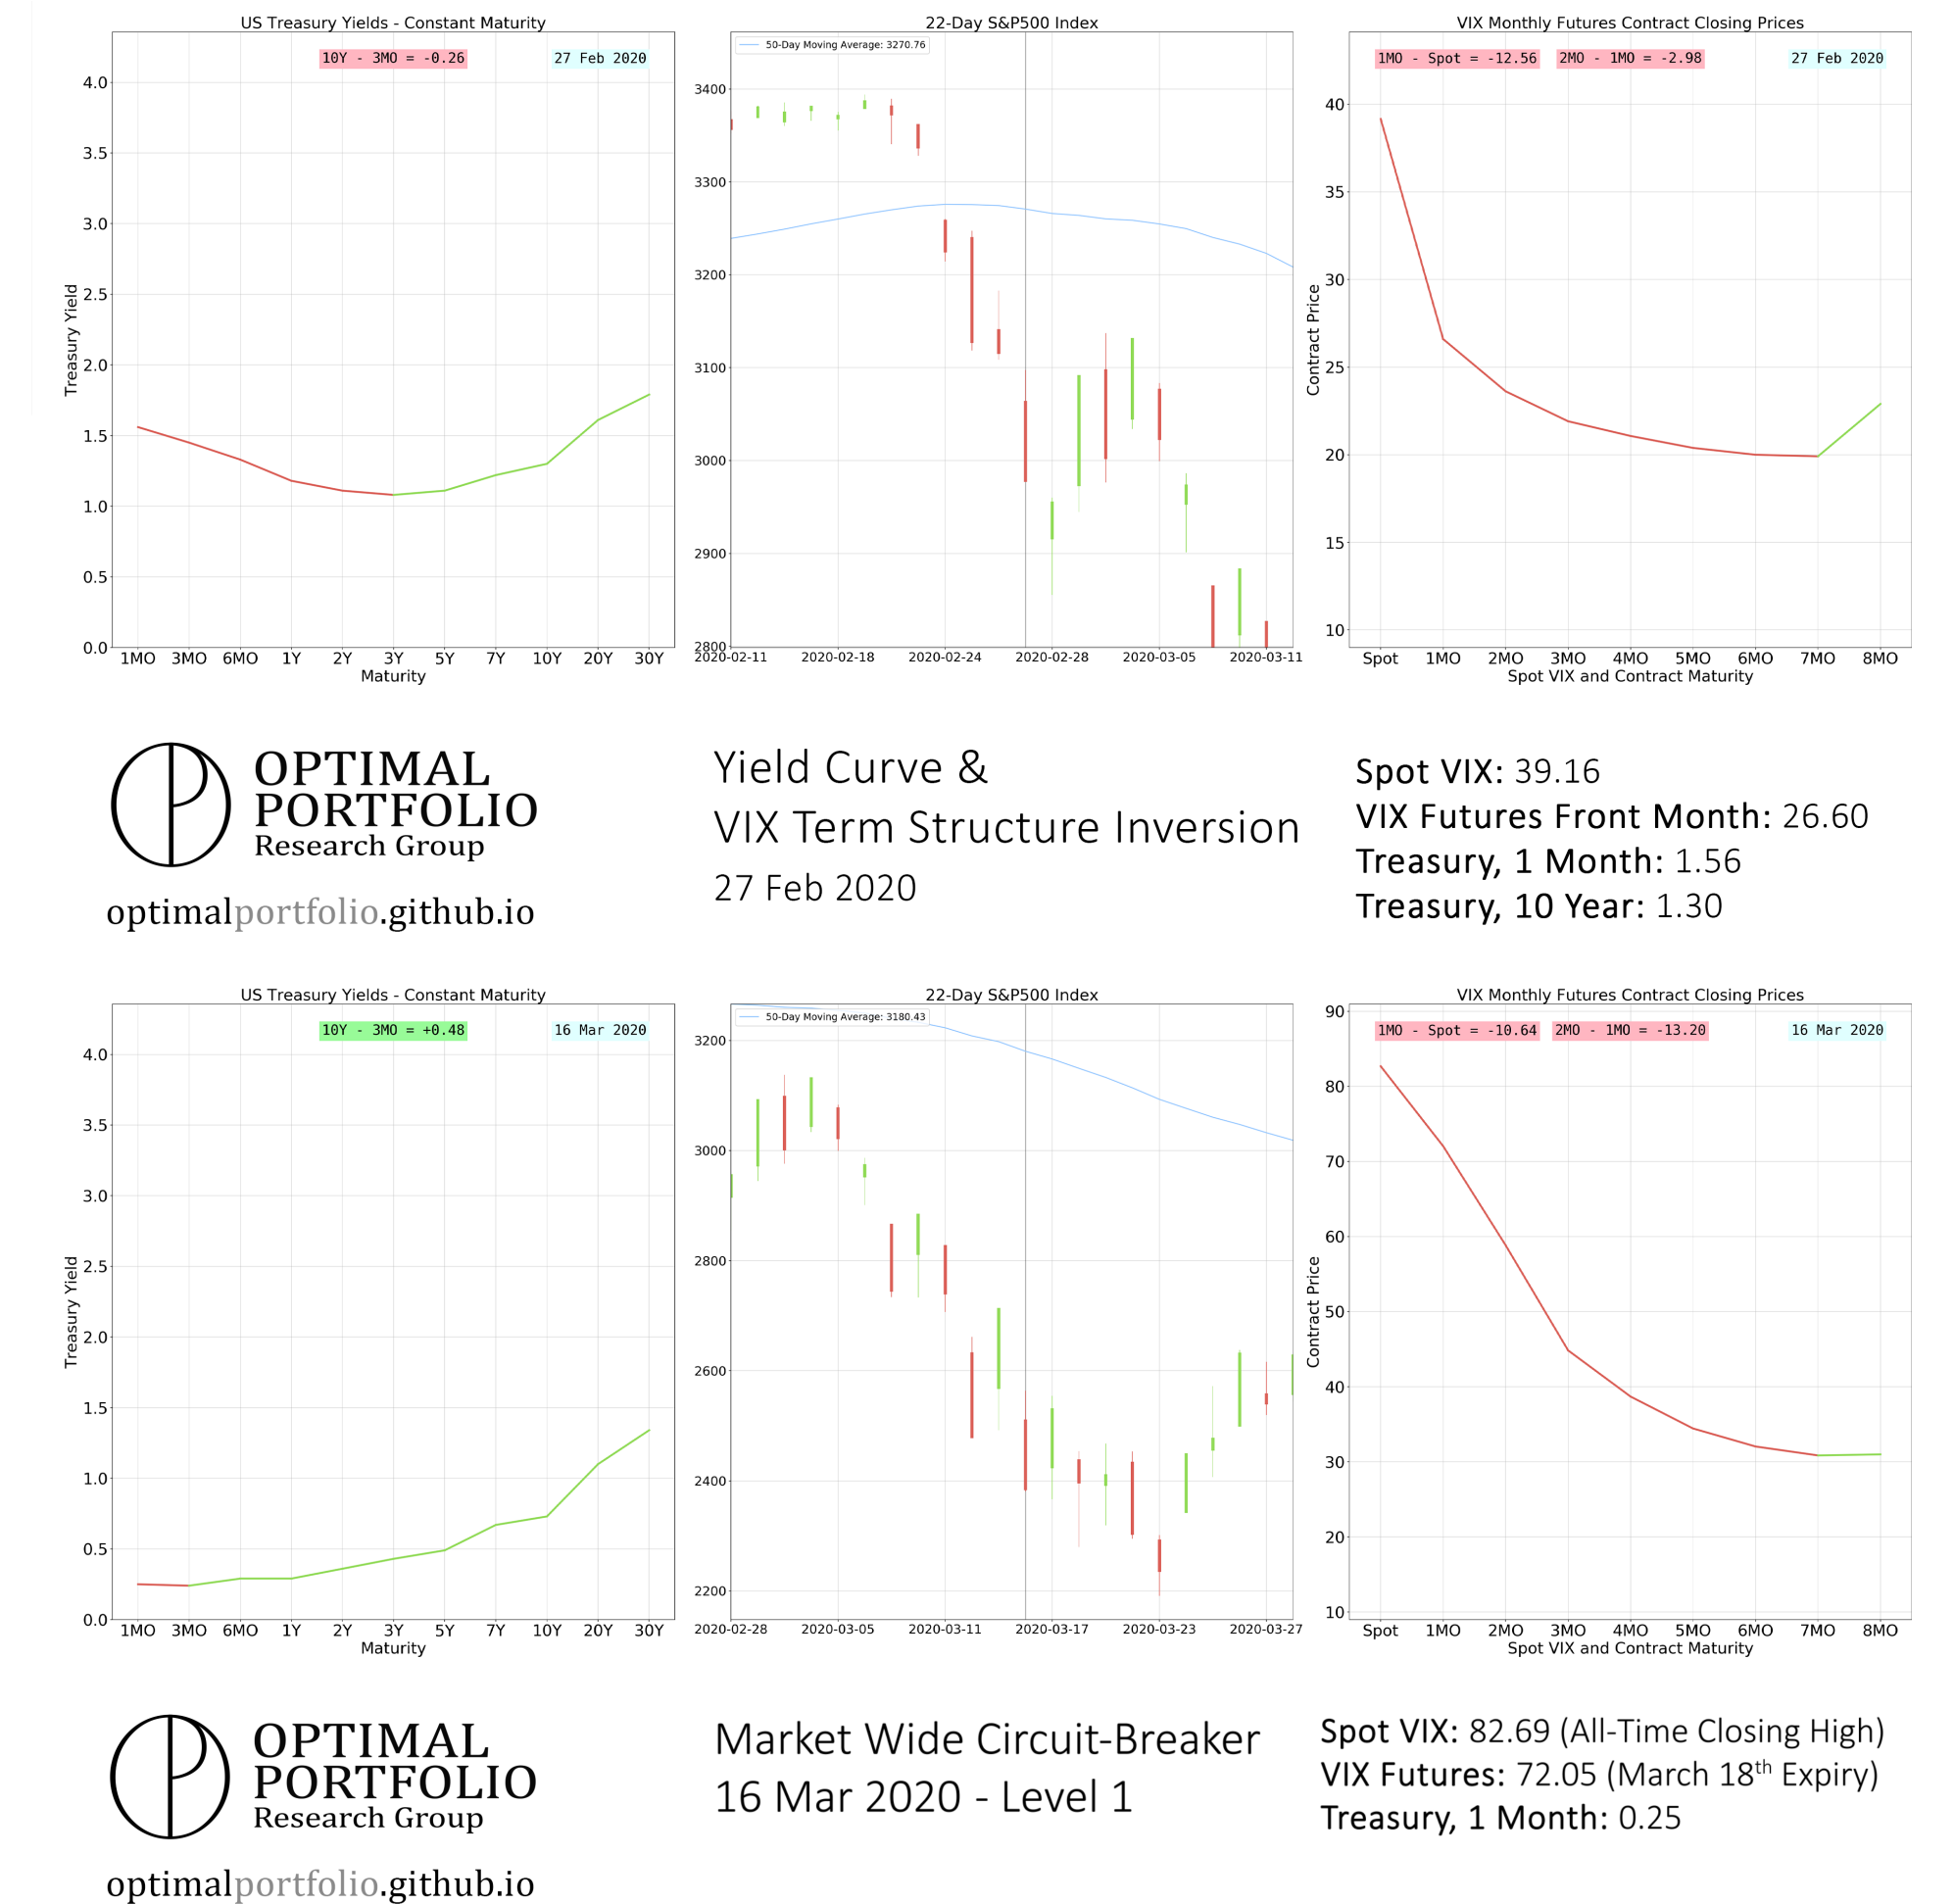 US Treasury Yields - Constant Maturity
10Y - 3MO = -0.26
27 Feb 2020
Treasury Yield
4.0
3.5
3.0
2.5
2.0
1.5
1.0
0.5
0.0
1MO 3MO 6MO 1Y 2Y 3Y 5Y 7Y 10Y 20Y 30Y
Maturity
22-Day S&P500 Index
50-Day Moving Average: 3270.76
3400
3300
3200
3100
3000
2900
2800
2020-02-11 2020-02-18 2020-02-24 2020-02-28 2020-03-05 2020-03-11
VIX Monthly Futures Contract Closing Prices
1MO - Spot = -12.56 2MO - 1MO = -2.98 27 Feb 2020
Contract Price
40
35
30
25
20
15
10
Spot 1MO 2MO 3MO 4MO 5MO 6MO 7MO 8MO
Spot VIX and Contract Maturity
OPTIMAL
PORTFOLIO
Research Group
optimalportfolio.github.io
Yield Curve &
VIX Term Structure Inversion
27 Feb 2020
Spot VIX: 39.16
VIX Futures Front Month: 26.60
Treasury, 1 Month: 1.56
Treasury, 10 Year: 1.30
US Treasury Yields - Constant Maturity
10Y - 3MO = +0.48
16 Mar 2020
Treasury Yield
4.0
3.5
3.0
2.5
2.0
1.5
1.0
0.5
0.0
1MO 3MO 6MO 1Y 2Y 3Y 5Y 7Y 10Y 20Y 30Y
Maturity
22-Day S&P500 Index
50-Day Moving Average: 3180.43
3200
3000
2800
2600
2400
2200
2020-02-28 2020-03-05 2020-03-11 2020-03-17 2020-03-23 2020-03-27
VIX Monthly Futures Contract Closing Prices
1MO - Spot = -10.64 2MO - 1MO = -13.20 16 Mar 2020
Contract Price
90
80
70
60
50
40
30
20
10
Spot 1MO 2MO 3MO 4MO 5MO 6MO 7MO 8MO
Spot VIX and Contract Maturity
OPTIMAL
PORTFOLIO
Research Group
optimalportfolio.github.io
Market Wide Circuit-Breaker
16 Mar 2020 - Level 1
Spot VIX: 82.69 (All-Time Closing High)
VIX Futures: 72.05 (March 18th Expiry)
Treasury, 1 Month: 0.25